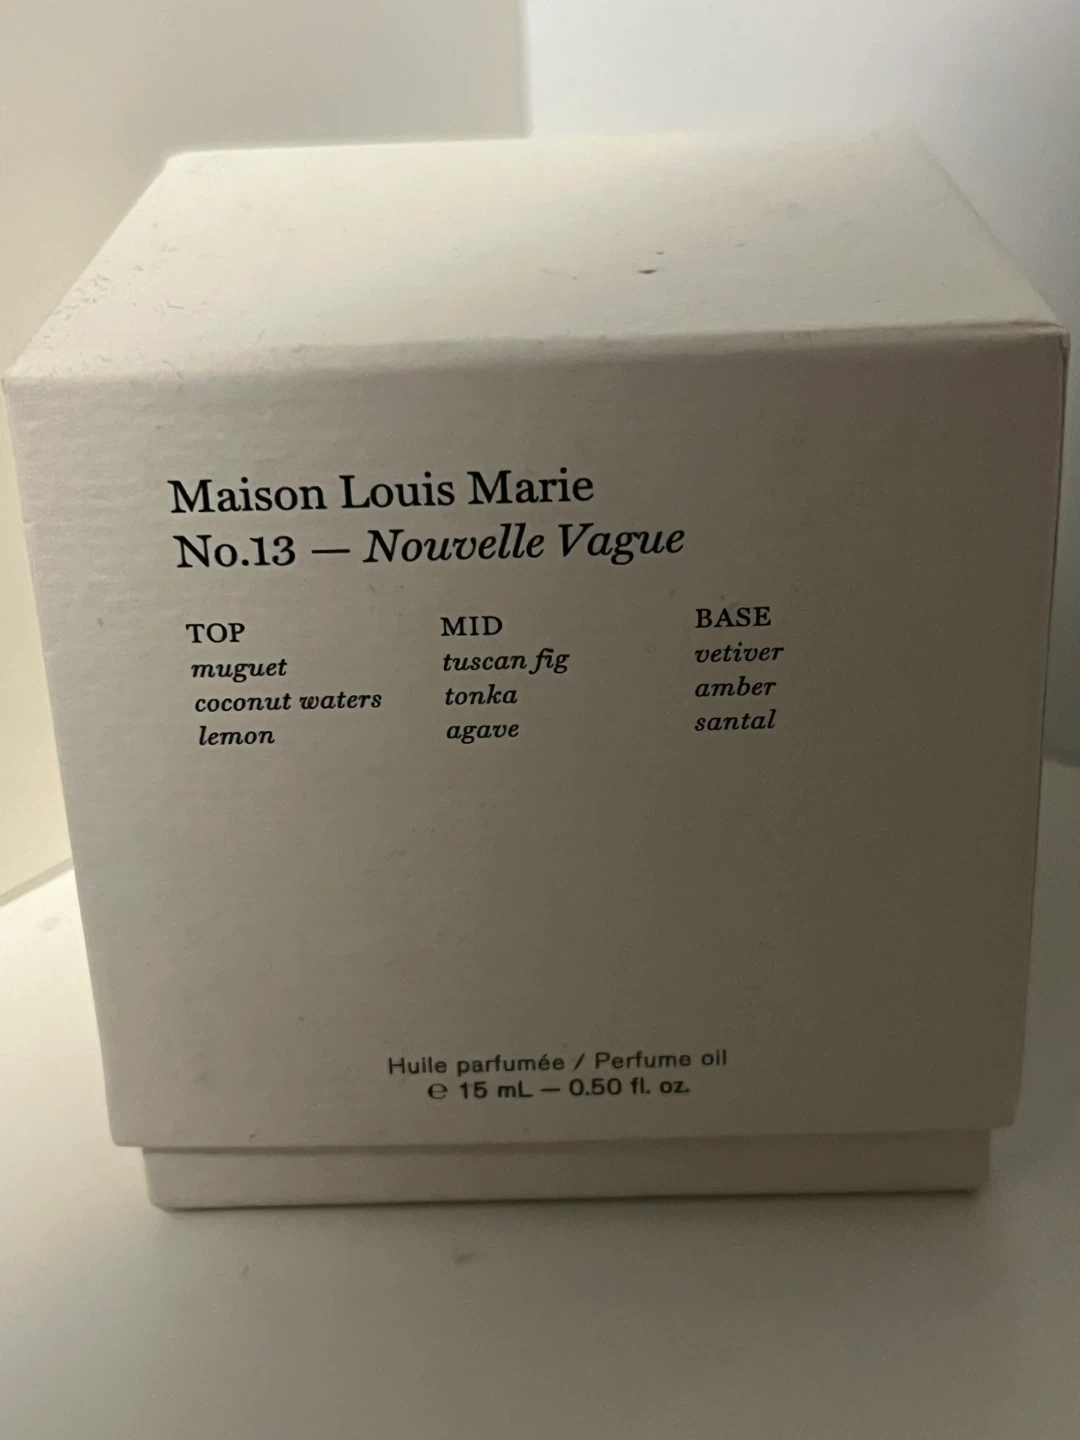 Maison Louis Marie
No.13 — Nouvelle Vague
TOP
muguet
coconut waters
lemon
MID
tuscan fig
tonka
agave
BASE
vetiver
amber
santal
Huile parfumée / Perfume oil
℮ 15 mL — 0.50 fl. oz.